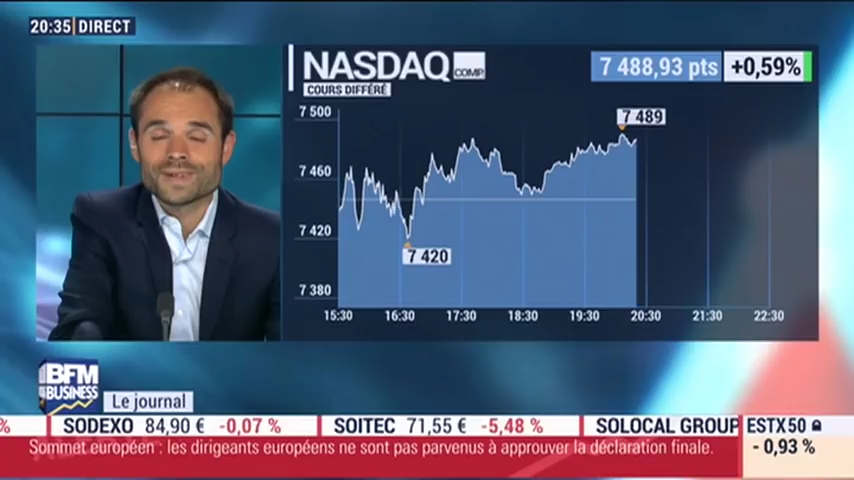 20:35 DIRECT
NASDAQ COMP.
COURS DIFFÉRÉ
7 488,93 pts +0,59%
7 500
7 489
7 460
7 420
7 420
7 380
15:30 16:30 17:30 18:30 19:30 20:30 21:30 22:30
BFM
BUSINESS
Le journal
% SODEXO 84,90 € -0,07 % SOITEC 71,55 € -5,48 % SOLOCAL GROUP ESTX50
- 0,93 %
Sommet européen : les dirigeants européens ne sont pas parvenus à approuver la déclaration finale.